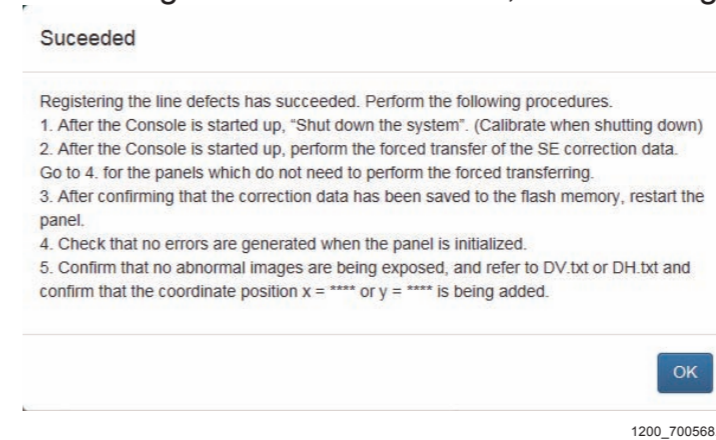 Suceeded
Registering the line defects has succeeded. Perform the following procedures.
1. After the Console is started up, “Shut down the system”. (Calibrate when shutting down)
2. After the Console is started up, perform the forced transfer of the SE correction data.
Go to 4. for the panels which do not need to perform the forced transferring.
3. After confirming that the correction data has been saved to the flash memory, restart the
panel.
4. Check that no errors are generated when the panel is initialized.
5. Confirm that no abnormal images are being exposed, and refer to DV.txt or DH.txt and
confirm that the coordinate position x = **** or y = **** is being added.
OK
1200_700568